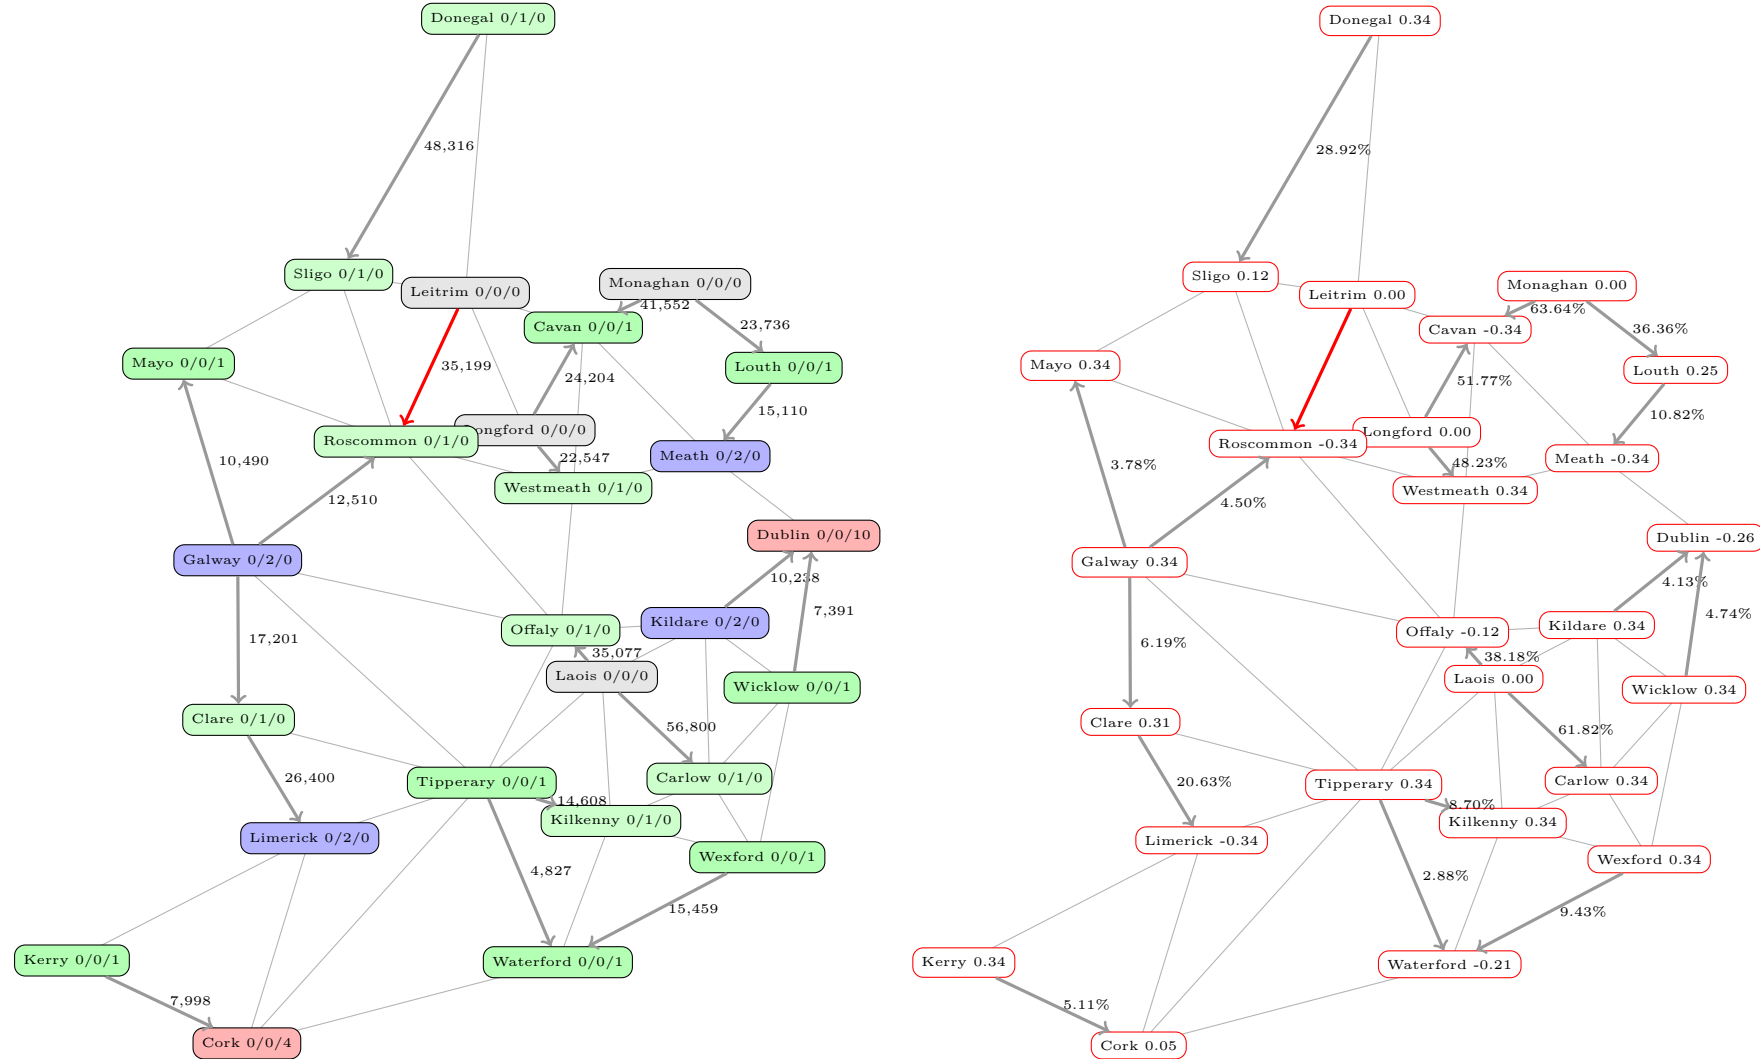 Donegal 0/1/0
48,316
Sligo 0/1/0
Leitrim 0/0/0
Monaghan 0/0/0
41,552
Cavan 0/0/1
23,736
Mayo 0/0/1
35,199
Louth 0/0/1
24,204
15,110
Longford 0/0/0
Roscommon 0/1/0
10,490
22,547
Meath 0/2/0
Westmeath 0/1/0
12,510
Dublin 0/0/10
Galway 0/2/0
10,238
7,391
Kildare 0/2/0
Offaly 0/1/0
17,201
35,077
Laois 0/0/0
Wicklow 0/0/1
Clare 0/1/0
56,800
26,400
Tipperary 0/0/1
Carlow 0/1/0
14,608
Kilkenny 0/1/0
Limerick 0/2/0
Wexford 0/0/1
4,827
15,459
Kerry 0/0/1
Waterford 0/0/1
7,998
Cork 0/0/4
Donegal 0.34
28.92%
Sligo 0.12
Leitrim 0.00
Monaghan 0.00
63.64%
Cavan -0.34
36.36%
Mayo 0.34
Louth 0.25
51.77%
10.82%
Longford 0.00
Roscommon -0.34
3.78%
48.23%
Meath -0.34
Westmeath 0.34
4.50%
Dublin -0.26
Galway 0.34
4.13%
4.74%
Kildare 0.34
Offaly -0.12
6.19%
38.18%
Laois 0.00
Wicklow 0.34
Clare 0.31
61.82%
20.63%
Tipperary 0.34
Carlow 0.34
8.70%
Kilkenny 0.34
Limerick -0.34
Wexford 0.34
2.88%
9.43%
Kerry 0.34
Waterford -0.21
5.11%
Cork 0.05